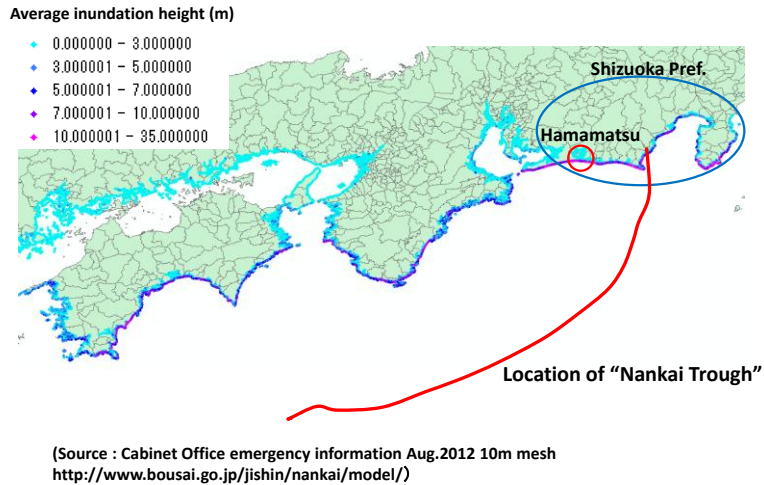 Average inundation height (m)
0.000000 - 3.000000
3.000001 - 5.000000
5.000001 - 7.000000
7.000001 - 10.000000
10.000001 - 35.000000
Shizuoka Pref.
Hamamatsu
Location of “Nankai Trough”
(Source : Cabinet Office emergency information Aug.2012 10m mesh
http://www.bousai.go.jp/jishin/nankai/model/）